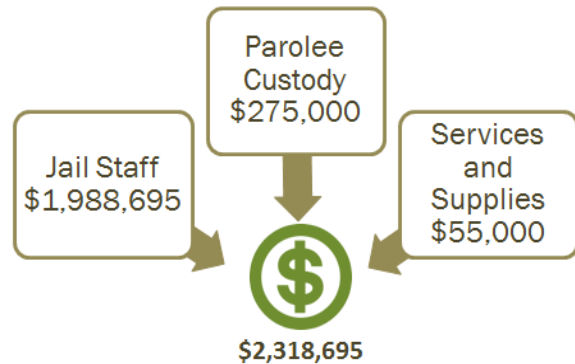 Parolee
Custody
$275,000
Jail Staff
$1,988,695
Services
and
Supplies
$55,000
$
$2,318,695